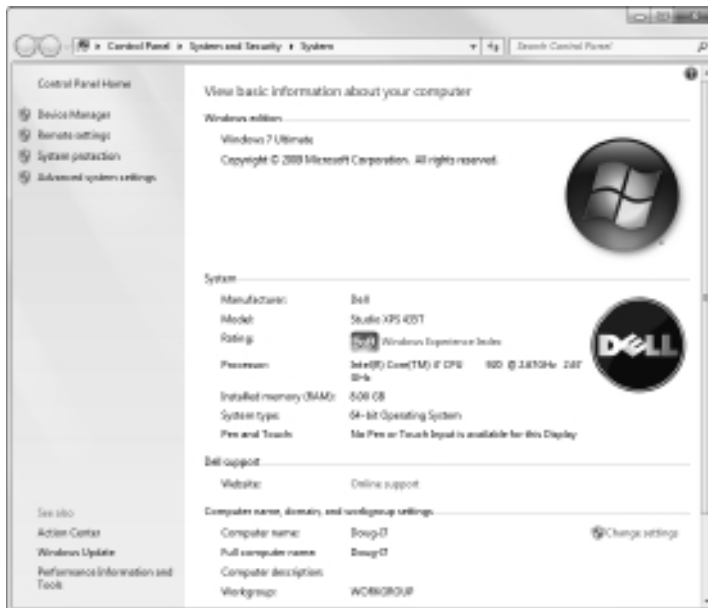 Control Panel ▸ System and Security ▸ System
Search Control Panel
Control Panel Home
Device Manager
Remote settings
System protection
Advanced system settings
View basic information about your computer
Windows edition
Windows 7 Ultimate
Copyright © 2009 Microsoft Corporation. All rights reserved.
System
Manufacturer: Dell
Model: Studio XPS 435T
Rating: Windows Experience Index
Processor: Intel(R) Core(TM) i7 CPU 920 @ 2.67GHz 2.67
GHz
Installed memory (RAM): 8.00 GB
System type: 64-bit Operating System
Pen and Touch: No Pen or Touch Input is available for this Display
DELL
Dell support
Website: Online support
Computer name, domain, and workgroup settings
Computer name: Doug-I7
Change settings
Full computer name: Doug-I7
Computer description:
Workgroup: WORKGROUP
See also
Action Center
Windows Update
Performance Information and
Tools